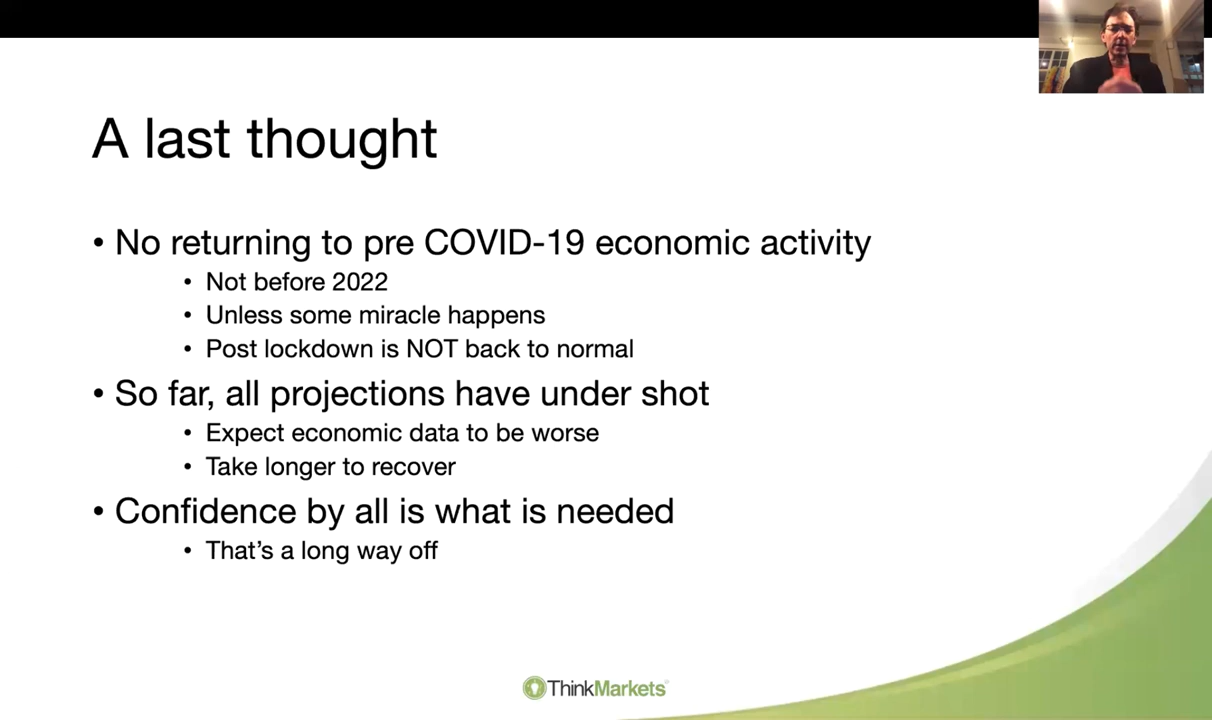 A last thought
• No returning to pre COVID-19 economic activity
• Not before 2022
• Unless some miracle happens
• Post lockdown is NOT back to normal
• So far, all projections have under shot
• Expect economic data to be worse
• Take longer to recover
• Confidence by all is what is needed
• That’s a long way off
ThinkMarkets